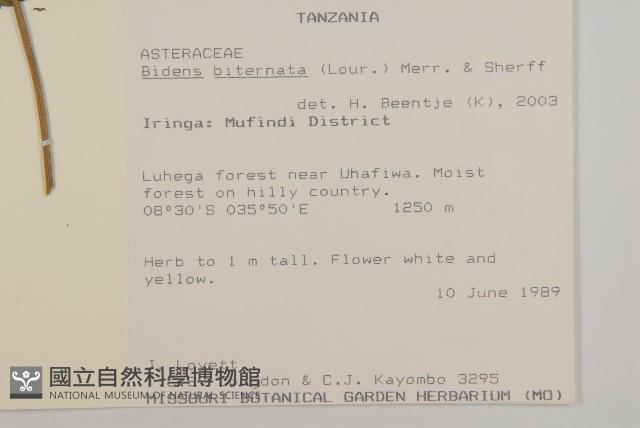 TANZANIA
ASTERACEAE
Bidens biternata (Lour.) Merr. & Sherff
det. H. Beentje (K), 2003
Iringa: Mufindi District
Luhega forest near Uhafiwa. Moist
forest on hilly country.
08°30'S 035°50'E 1250 m
Herb to 1 m tall. Flower white and
yellow.
10 June 1989
J. Lovett
& C.J. Kayombo 3295
MISSOURI BOTANICAL GARDEN HERBARIUM (MO)
國立自然科學博物館
NATIONAL MUSEUM OF NATURAL SCIENCE